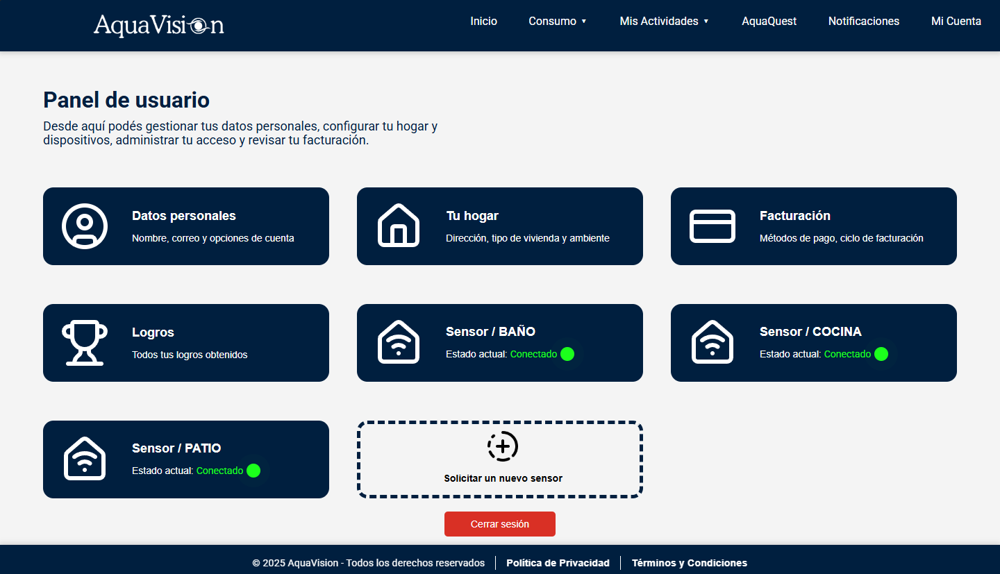 AquaVision
Inicio
Consumo ▼
Mis Actividades ▼
AquaQuest
Notificaciones
Mi Cuenta
Panel de usuario
Desde aquí podés gestionar tus datos personales, configurar tu hogar y
dispositivos, administrar tu acceso y revisar tu facturación.
Datos personales
Nombre, correo y opciones de cuenta
Tu hogar
Dirección, tipo de vivienda y ambiente
Facturación
Métodos de pago, ciclo de facturación
Logros
Todos tus logros obtenidos
Sensor / BAÑO
Estado actual: Conectado
Sensor / COCINA
Estado actual: Conectado
Sensor / PATIO
Estado actual: Conectado
Solicitar un nuevo sensor
Cerrar sesión
© 2025 AquaVision - Todos los derechos reservados
Política de Privacidad
Términos y Condiciones